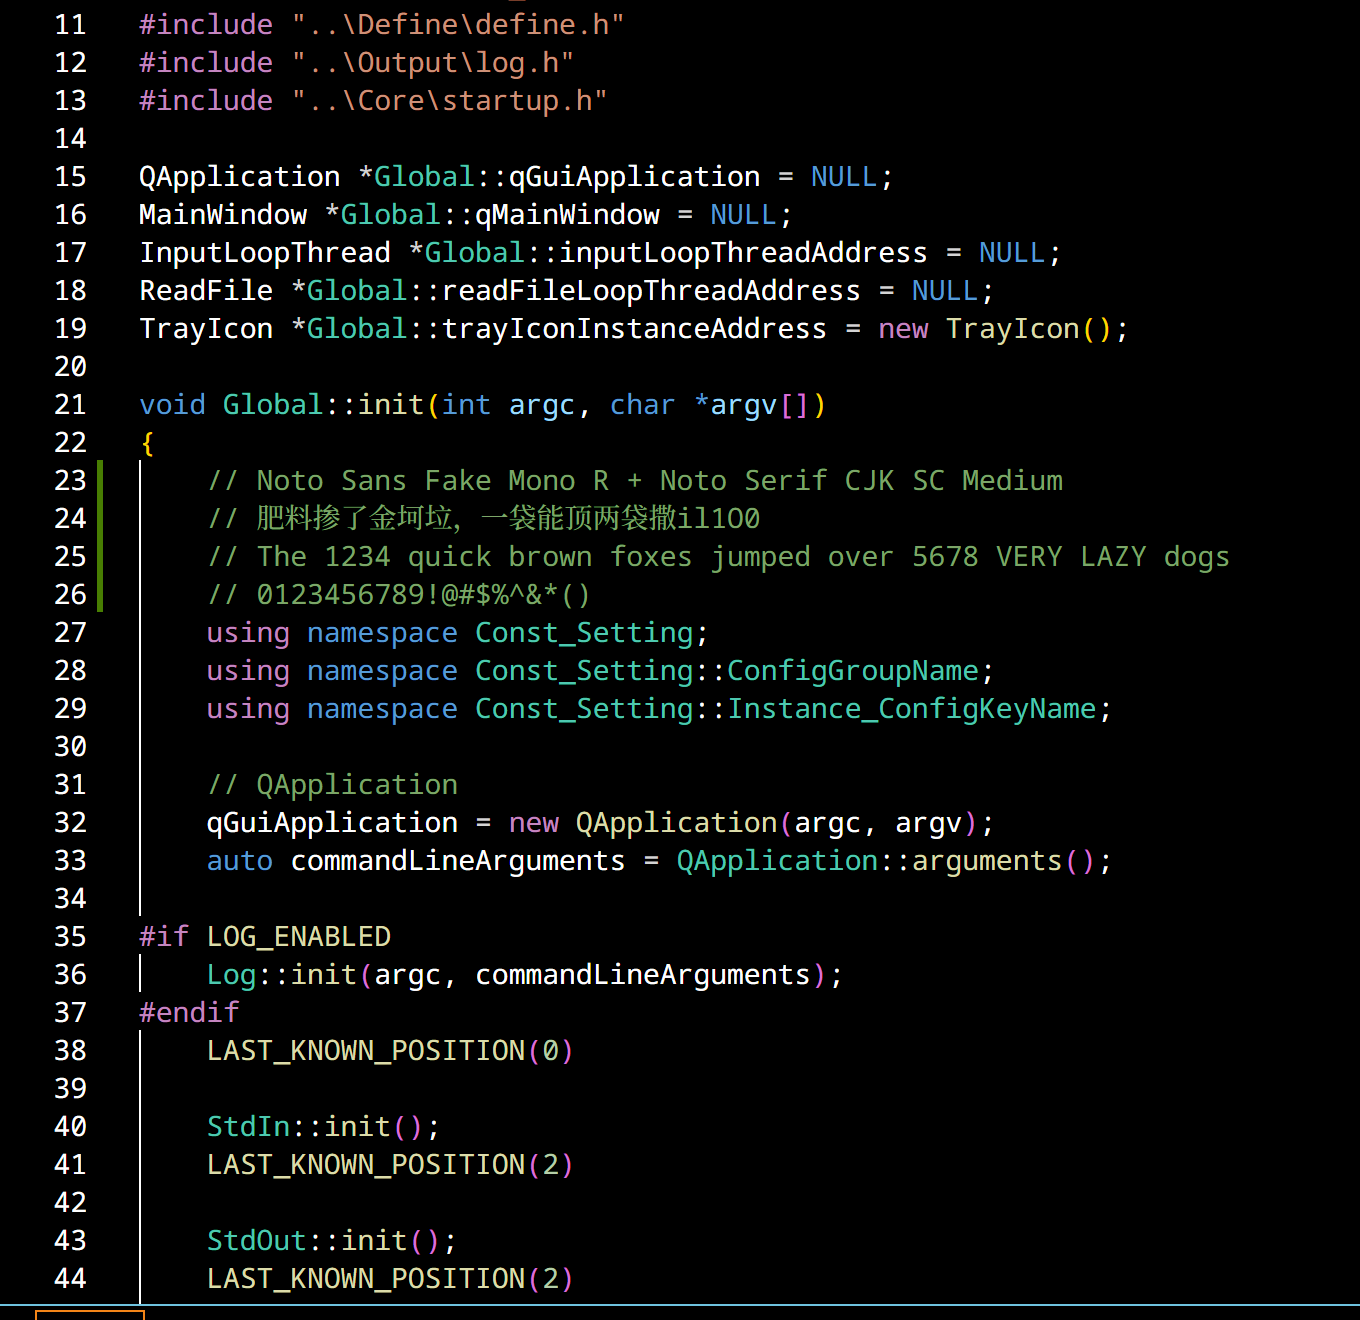 11 #include "..\Define\define.h"
12 #include "..\Output\log.h"
13 #include "..\Core\startup.h"
14
15 QApplication *Global::qGuiApplication = NULL;
16 MainWindow *Global::qMainWindow = NULL;
17 InputLoopThread *Global::inputLoopThreadAddress = NULL;
18 ReadFile *Global::readFileLoopThreadAddress = NULL;
19 TrayIcon *Global::trayIconInstanceAddress = new TrayIcon();
20
21 void Global::init(int argc, char *argv[])
22 {
23     // Noto Sans Fake Mono R + Noto Serif CJK SC Medium
24     // 肥料掺了金坷垃，一袋能顶两袋撒il1O0
25     // The 1234 quick brown foxes jumped over 5678 VERY LAZY dogs
26     // 0123456789!@#$%^&*()
27     using namespace Const_Setting;
28     using namespace Const_Setting::ConfigGroupName;
29     using namespace Const_Setting::Instance_ConfigKeyName;
30
31     // QApplication
32     qGuiApplication = new QApplication(argc, argv);
33     auto commandLineArguments = QApplication::arguments();
34
35 #if LOG_ENABLED
36     Log::init(argc, commandLineArguments);
37 #endif
38     LAST_KNOWN_POSITION(0)
39
40     StdIn::init();
41     LAST_KNOWN_POSITION(2)
42
43     StdOut::init();
44     LAST_KNOWN_POSITION(2)